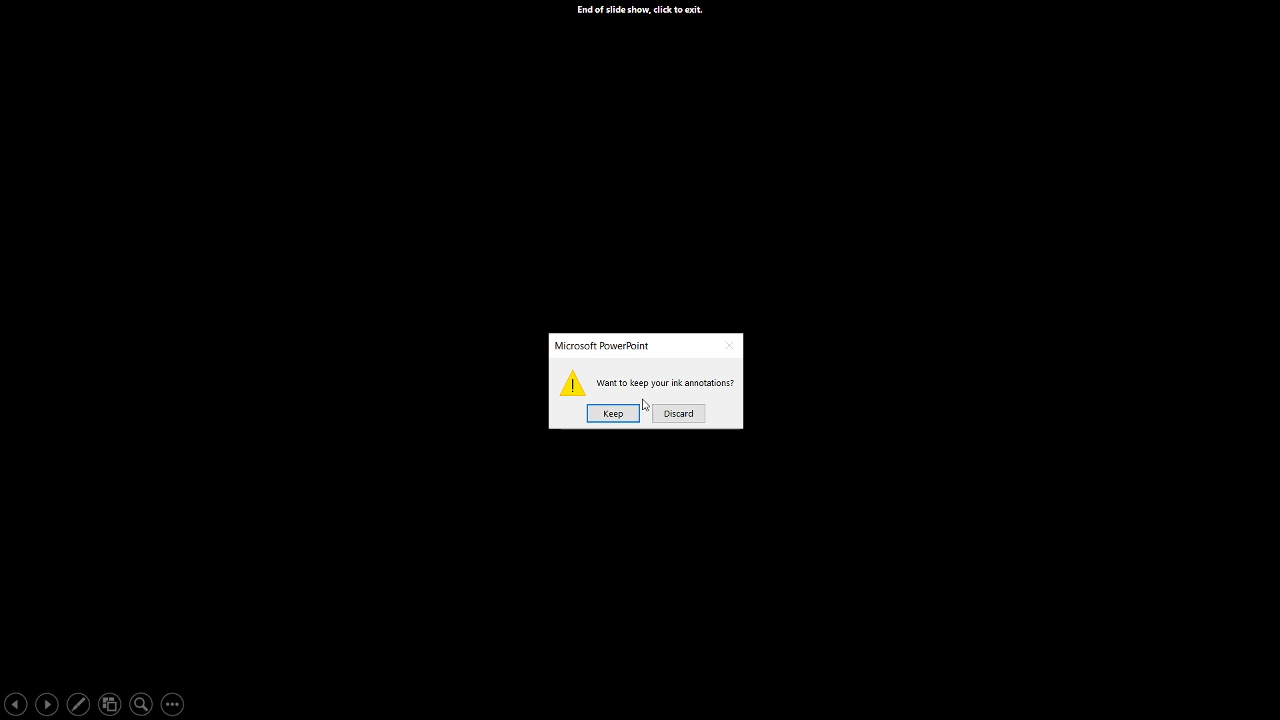 End of slide show, click to exit.
Microsoft PowerPoint
Want to keep your ink annotations?
Keep
Discard